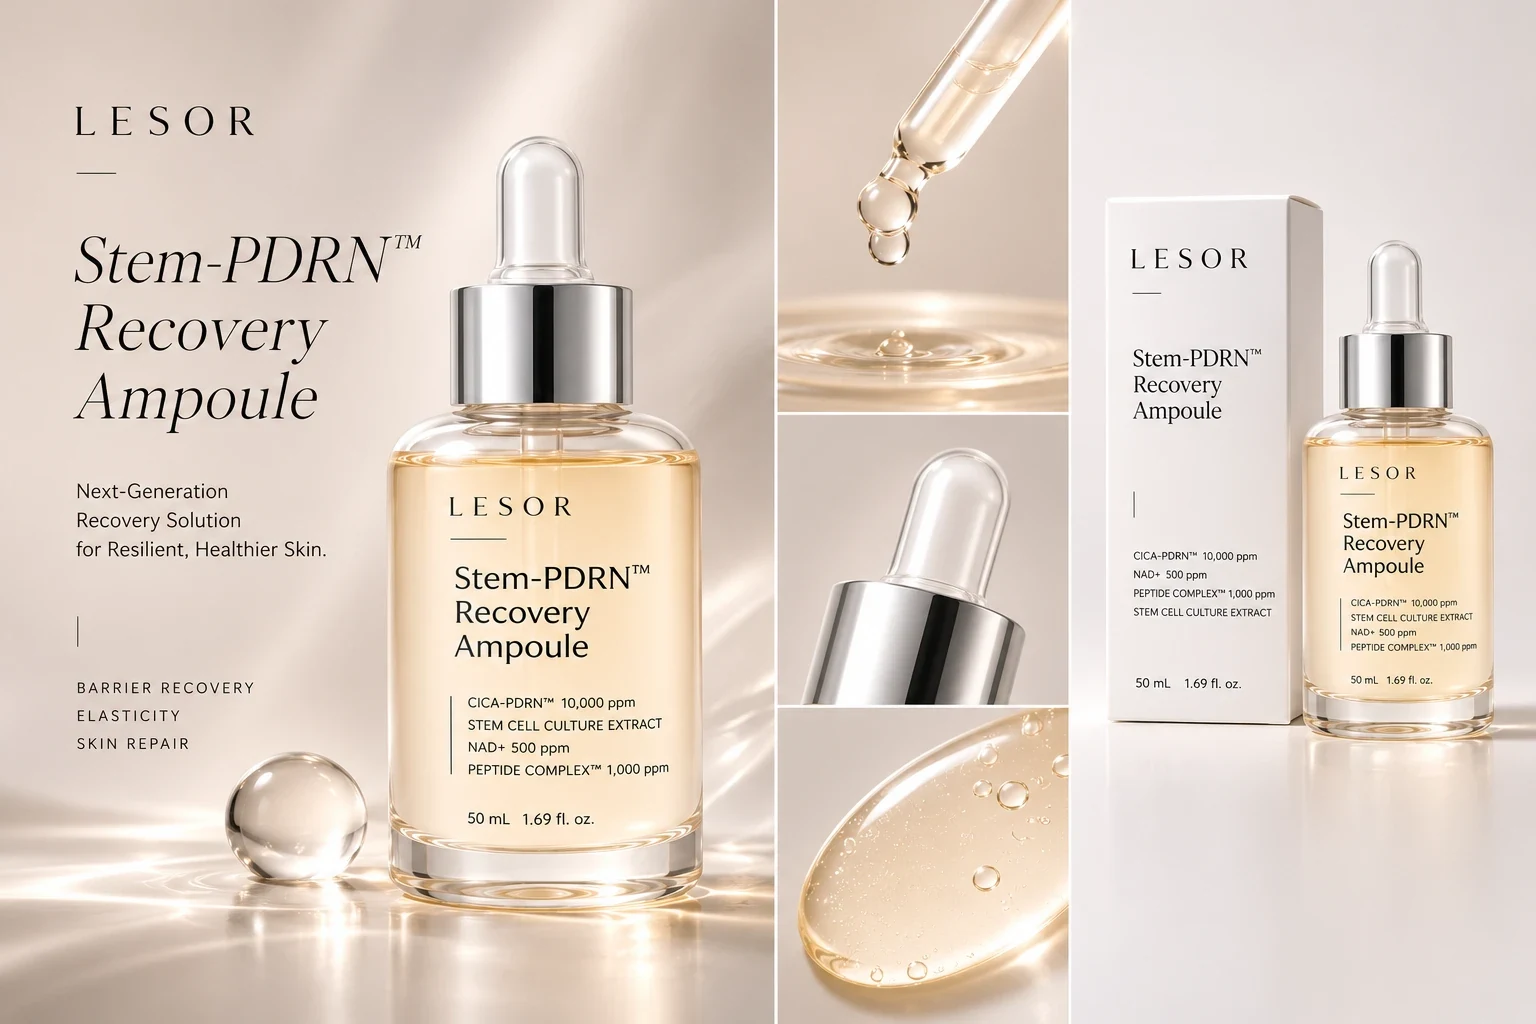 LESOR
Stem-PDRN™
Recovery
Ampoule
Next-Generation
Recovery Solution
for Resilient, Healthier Skin.
BARRIER RECOVERY
ELASTICITY
SKIN REPAIR
LESOR
Stem-PDRN™
Recovery
Ampoule
CICA-PDRN™ 10,000 ppm
STEM CELL CULTURE EXTRACT
NAD+ 500 ppm
PEPTIDE COMPLEX™ 1,000 ppm
50 mL 1.69 fl. oz.
LESOR
Stem-PDRN™
Recovery
Ampoule
CICA-PDRN™ 10,000 ppm
NAD+ 500 ppm
PEPTIDE COMPLEX™ 1,000 ppm
STEM CELL CULTURE EXTRACT
50 mL 1.69 fl. oz.
LESOR
Stem-PDRN™
Recovery
Ampoule
CICA-PDRN™ 10,000 ppm
STEM CELL CULTURE EXTRACT
NAD+ 500 ppm
PEPTIDE COMPLEX™ 1,000 ppm
50 mL 1.69 fl. oz.